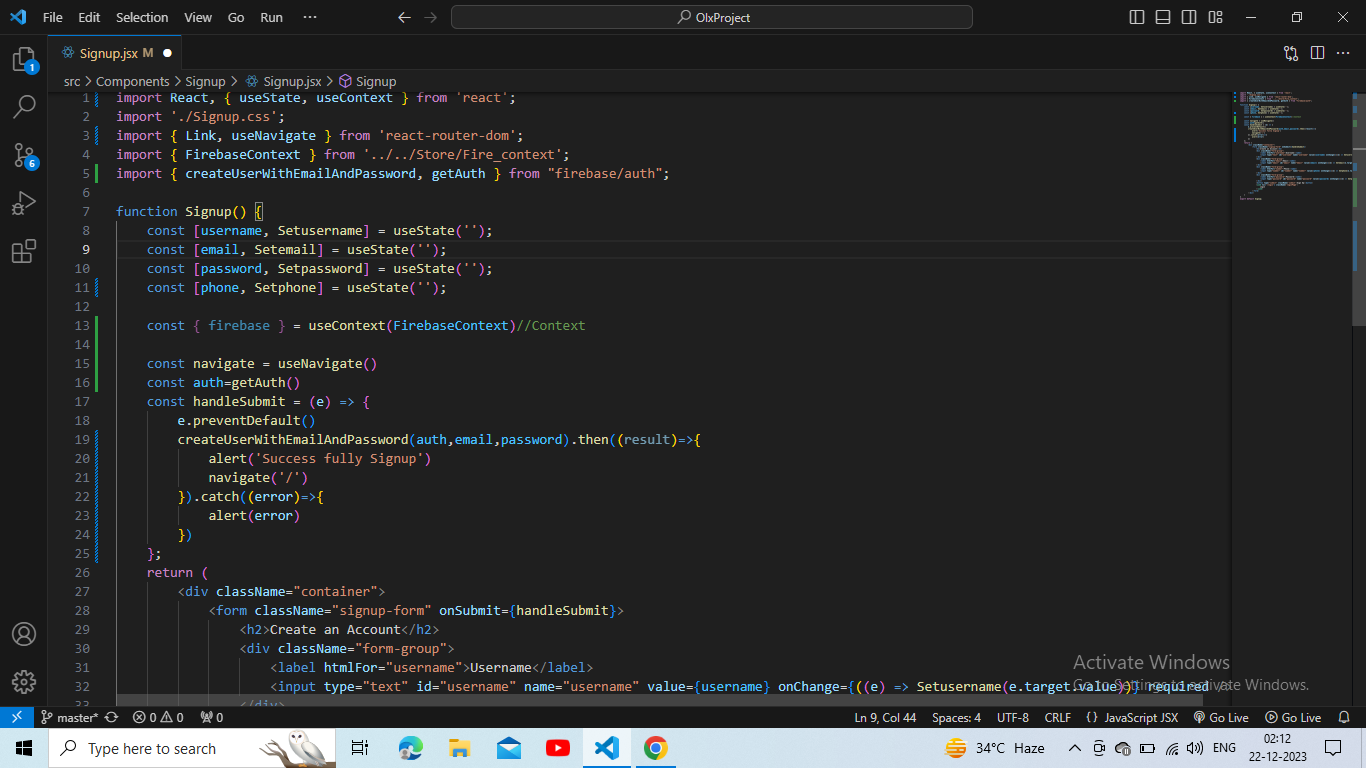 File Edit Selection View Go Run ··· OlxProject
Signup.jsx M
src > Components > Signup > Signup.jsx > Signup
1 import React, { useState, useContext } from 'react';
2 import './Signup.css';
3 import { Link, useNavigate } from 'react-router-dom';
4 import { FirebaseContext } from '../../Store/Fire_context';
5 import { createUserWithEmailAndPassword, getAuth } from "firebase/auth";
6
7 function Signup() {
8 const [username, Setusername] = useState('');
9 const [email, Setemail] = useState('');
10 const [password, Setpassword] = useState('');
11 const [phone, Setphone] = useState('');
12
13 const { firebase } = useContext(FirebaseContext)//Context
14
15 const navigate = useNavigate()
16 const auth=getAuth()
17 const handleSubmit = (e) => {
18 e.preventDefault()
19 createUserWithEmailAndPassword(auth,email,password).then((result)=>{
20 alert('Success fully Signup')
21 navigate('/')
22 }).catch((error)=>{
23 alert(error)
24 })
25 };
26 return (
27 <div className="container">
28 <form className="signup-form" onSubmit={handleSubmit}>
29 <h2>Create an Account</h2>
30 <div className="form-group">
31 <label htmlFor="username">Username</label>
32 <input type="text" id="username" name="username" value={username} onChange={((e) => Setusername(e.target.value))} required />
33 </div>
1
6
Activate Windows
Go to Settings to activate Windows.
master* 0 0 0 Ln 9, Col 44 Spaces: 4 UTF-8 CRLF {} JavaScript JSX Go Live Go Live
Type here to search 34°C Haze ENG 02:12
22-12-2023